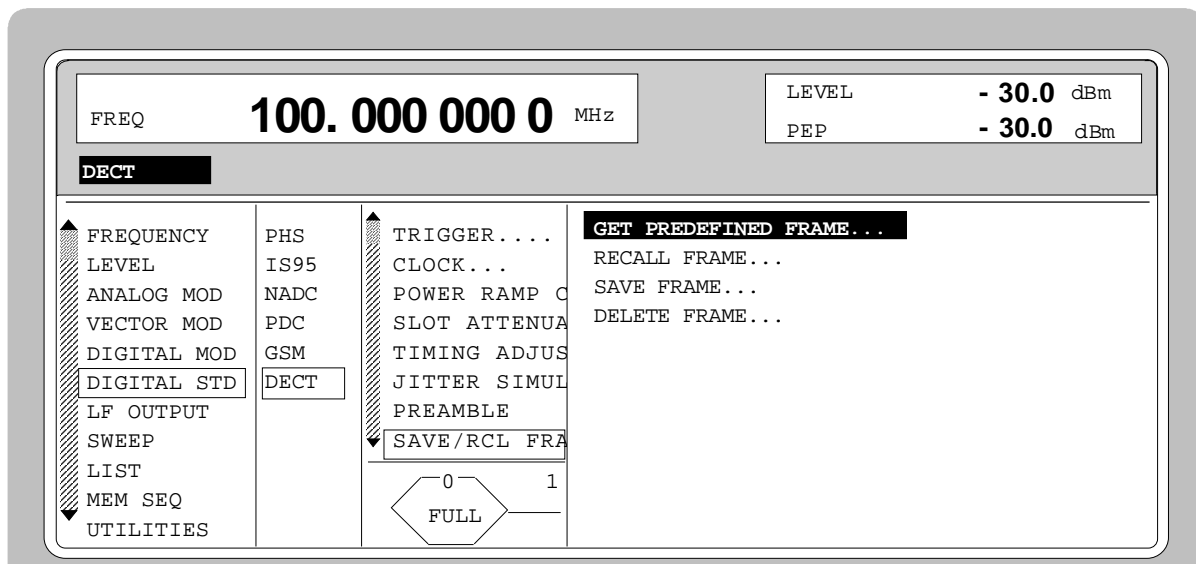 FREQ 100. 000 000 0 MHz
LEVEL - 30.0 dBm
PEP - 30.0 dBm
DECT
FREQUENCY
LEVEL
ANALOG MOD
VECTOR MOD
DIGITAL MOD
DIGITAL STD
LF OUTPUT
SWEEP
LIST
MEM SEQ
UTILITIES
PHS
IS95
NADC
PDC
GSM
DECT
TRIGGER....
CLOCK...
POWER RAMP C
SLOT ATTENUA
TIMING ADJUS
JITTER SIMUL
PREAMBLE
SAVE/RCL FRA
0 1
FULL
GET PREDEFINED FRAME...
RECALL FRAME...
SAVE FRAME...
DELETE FRAME...